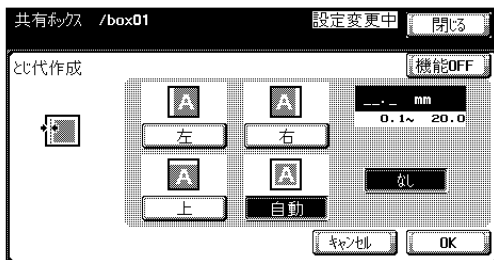 共有ﾎﾞｯｸｽ /box01 設定変更中 閉じる
とじ代作成 機能OFF
A A __._ mm
0.1~ 20.0
左 右
A A なし
上 自動
ｷｬﾝｾﾙ OK